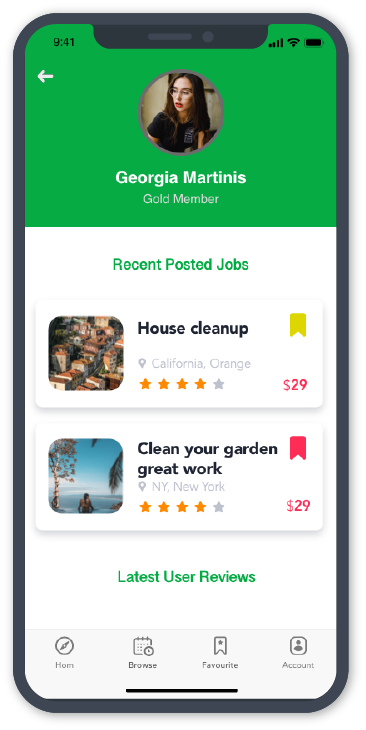 9:41
Georgia Martinis
Gold Member
Recent Posted Jobs
House cleanup
California, Orange
$29
Clean your garden
great work
NY, New York
$29
Latest User Reviews
Hom
Browse
Favourite
Account